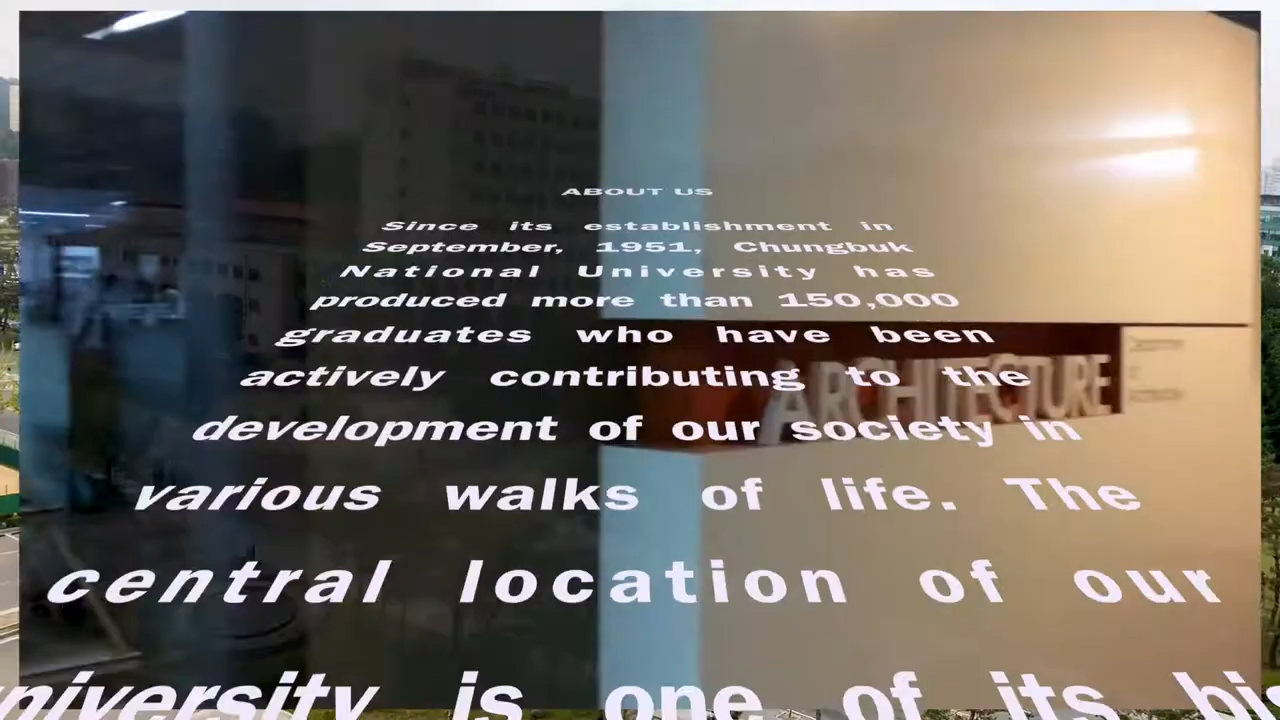 ABOUT US
Since its establishment in
September, 1951, Chungbuk
National University has
produced more than 150,000
graduates who have been
actively contributing to the
development of our society in
various walks of life. The
central location of our
university is one of its
ARCHITECTURE